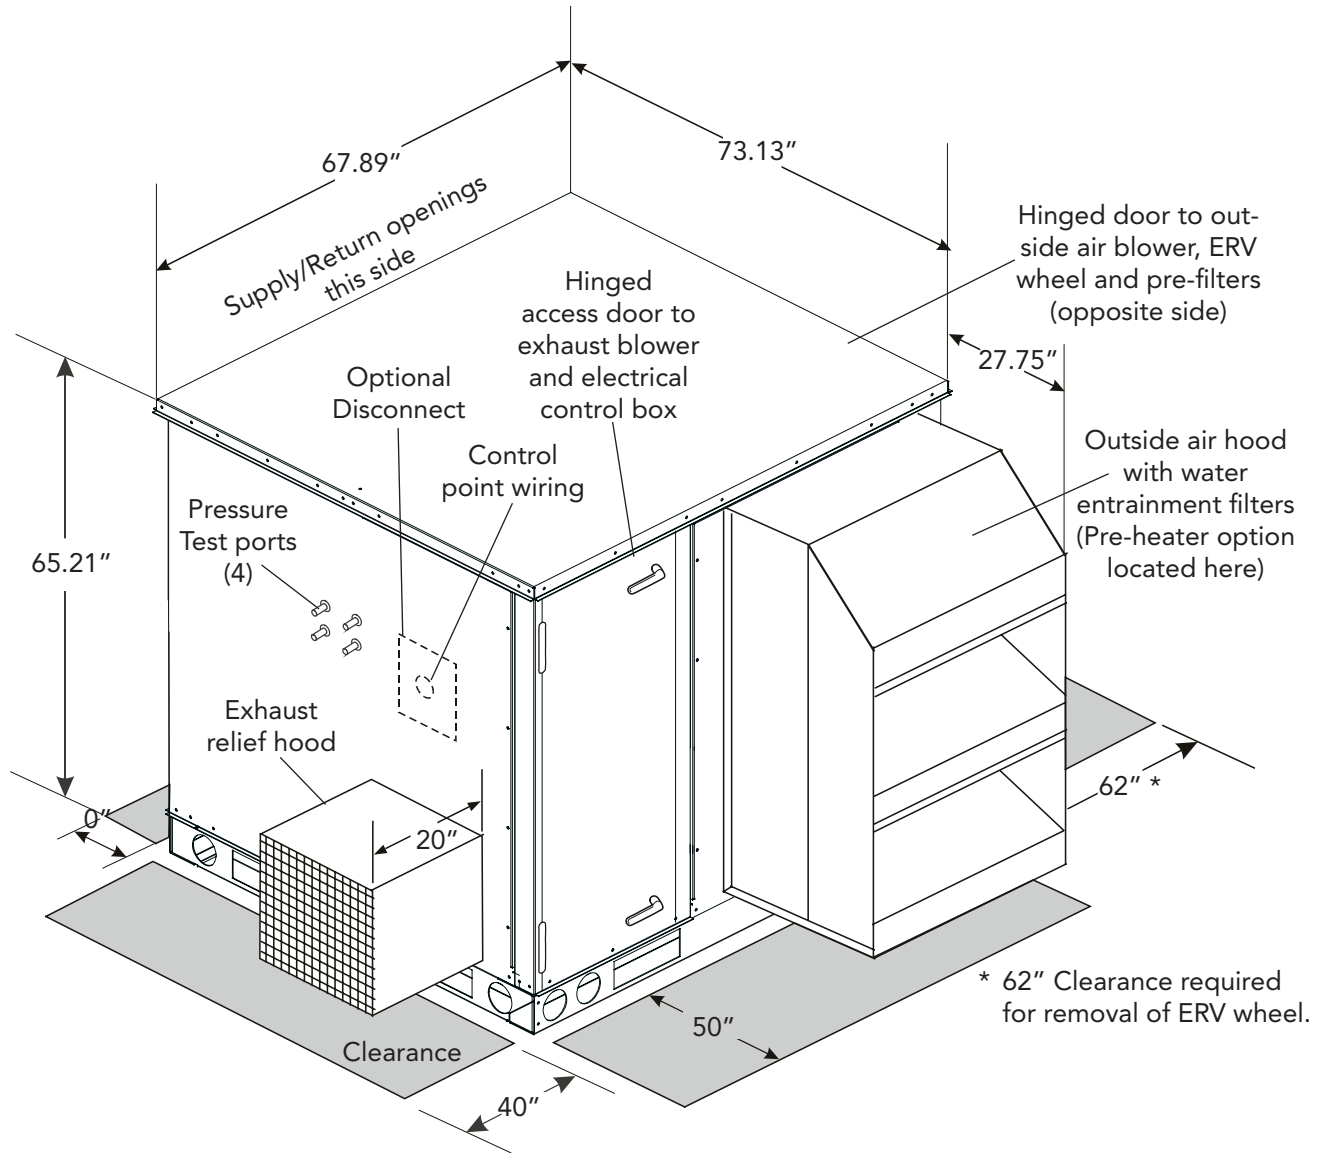 67.89”
73.13”
Supply/Return openings
this side
Hinged door to out-
side air blower, ERV
wheel and pre-filters
(opposite side)
Hinged
access door to
exhaust blower
and electrical
control box
27.75”
Optional
Disconnect
Control
point wiring
Outside air hood
with water
entrainment filters
(Pre-heater option
located here)
Pressure
Test ports
(4)
65.21”
Exhaust
relief hood
62” *
0”
20”
* 62” Clearance required
for removal of ERV wheel.
50”
Clearance
40”